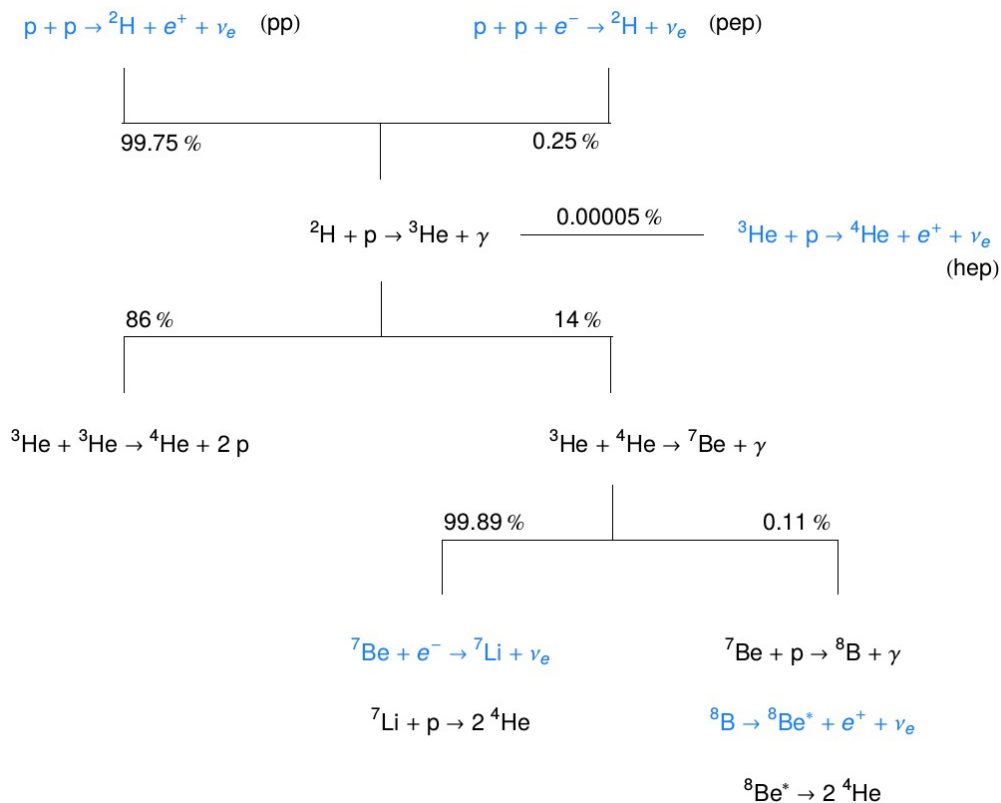 p + p → ²H + e⁺ + νₑ (pp) p + p + e⁻ → ²H + νₑ (pep)
99.75 % 0.25 %
²H + p → ³He + γ 0.00005 % ³He + p → ⁴He + e⁺ + νₑ
(hep)
86 % 14 %
³He + ³He → ⁴He + 2 p ³He + ⁴He → ⁷Be + γ
99.89 % 0.11 %
⁷Be + e⁻ → ⁷Li + νₑ ⁷Be + p → ⁸B + γ
⁷Li + p → 2 ⁴He ⁸B → ⁸Be* + e⁺ + νₑ
⁸Be* → 2 ⁴He